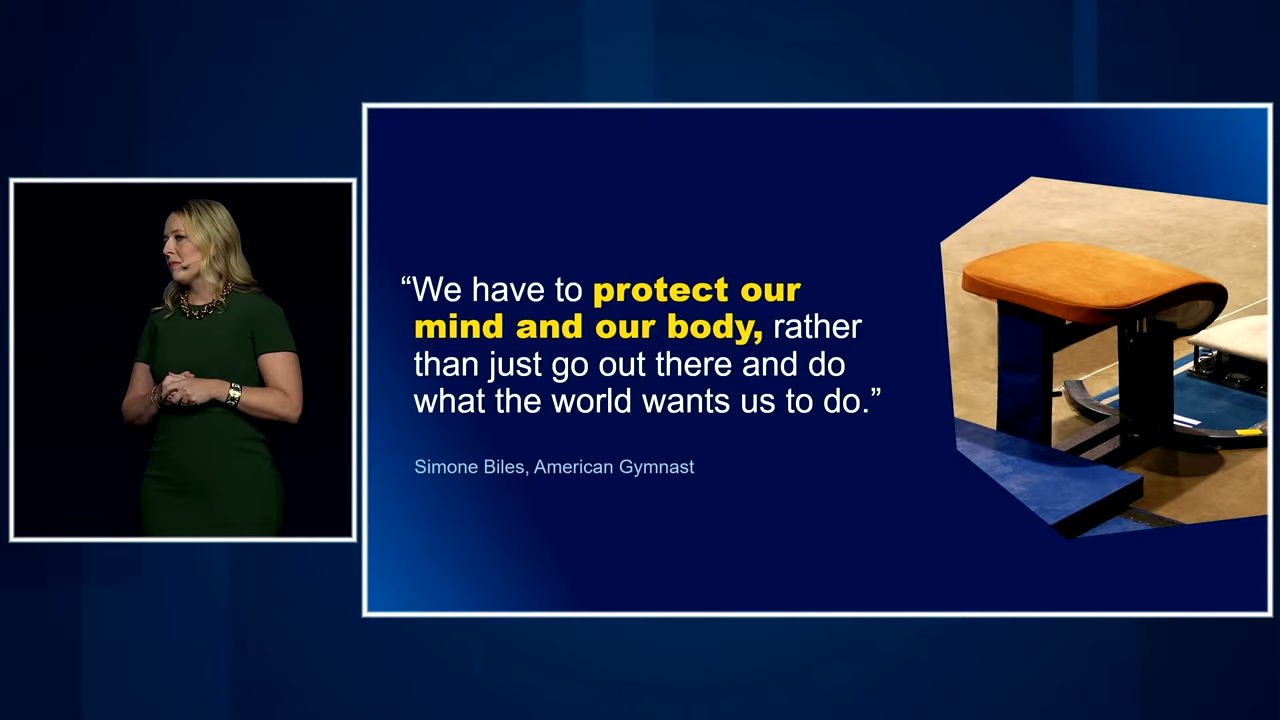 “We have to protect our
mind and our body, rather
than just go out there and do
what the world wants us to do.”
Simone Biles, American Gymnast